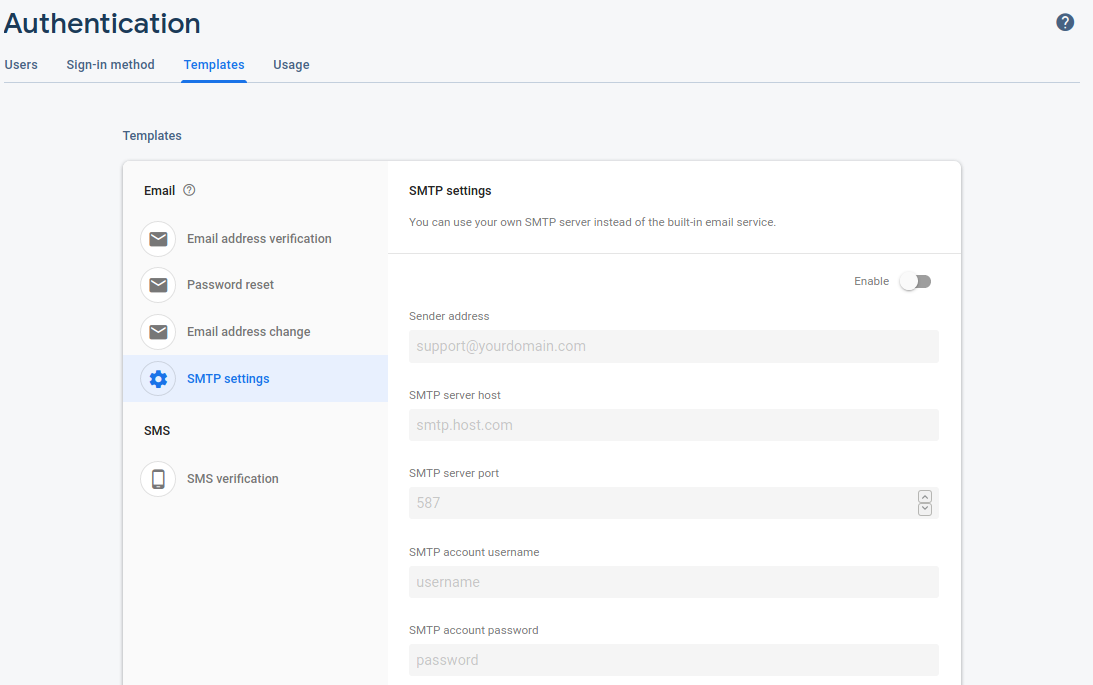 Authentication
Users Sign-in method Templates Usage
Templates
Email
Email address verification
Password reset
Email address change
SMTP settings
SMS
SMS verification
SMTP settings
You can use your own SMTP server instead of the built-in email service.
Enable
Sender address
support@yourdomain.com
SMTP server host
smtp.host.com
SMTP server port
587
SMTP account username
username
SMTP account password
password